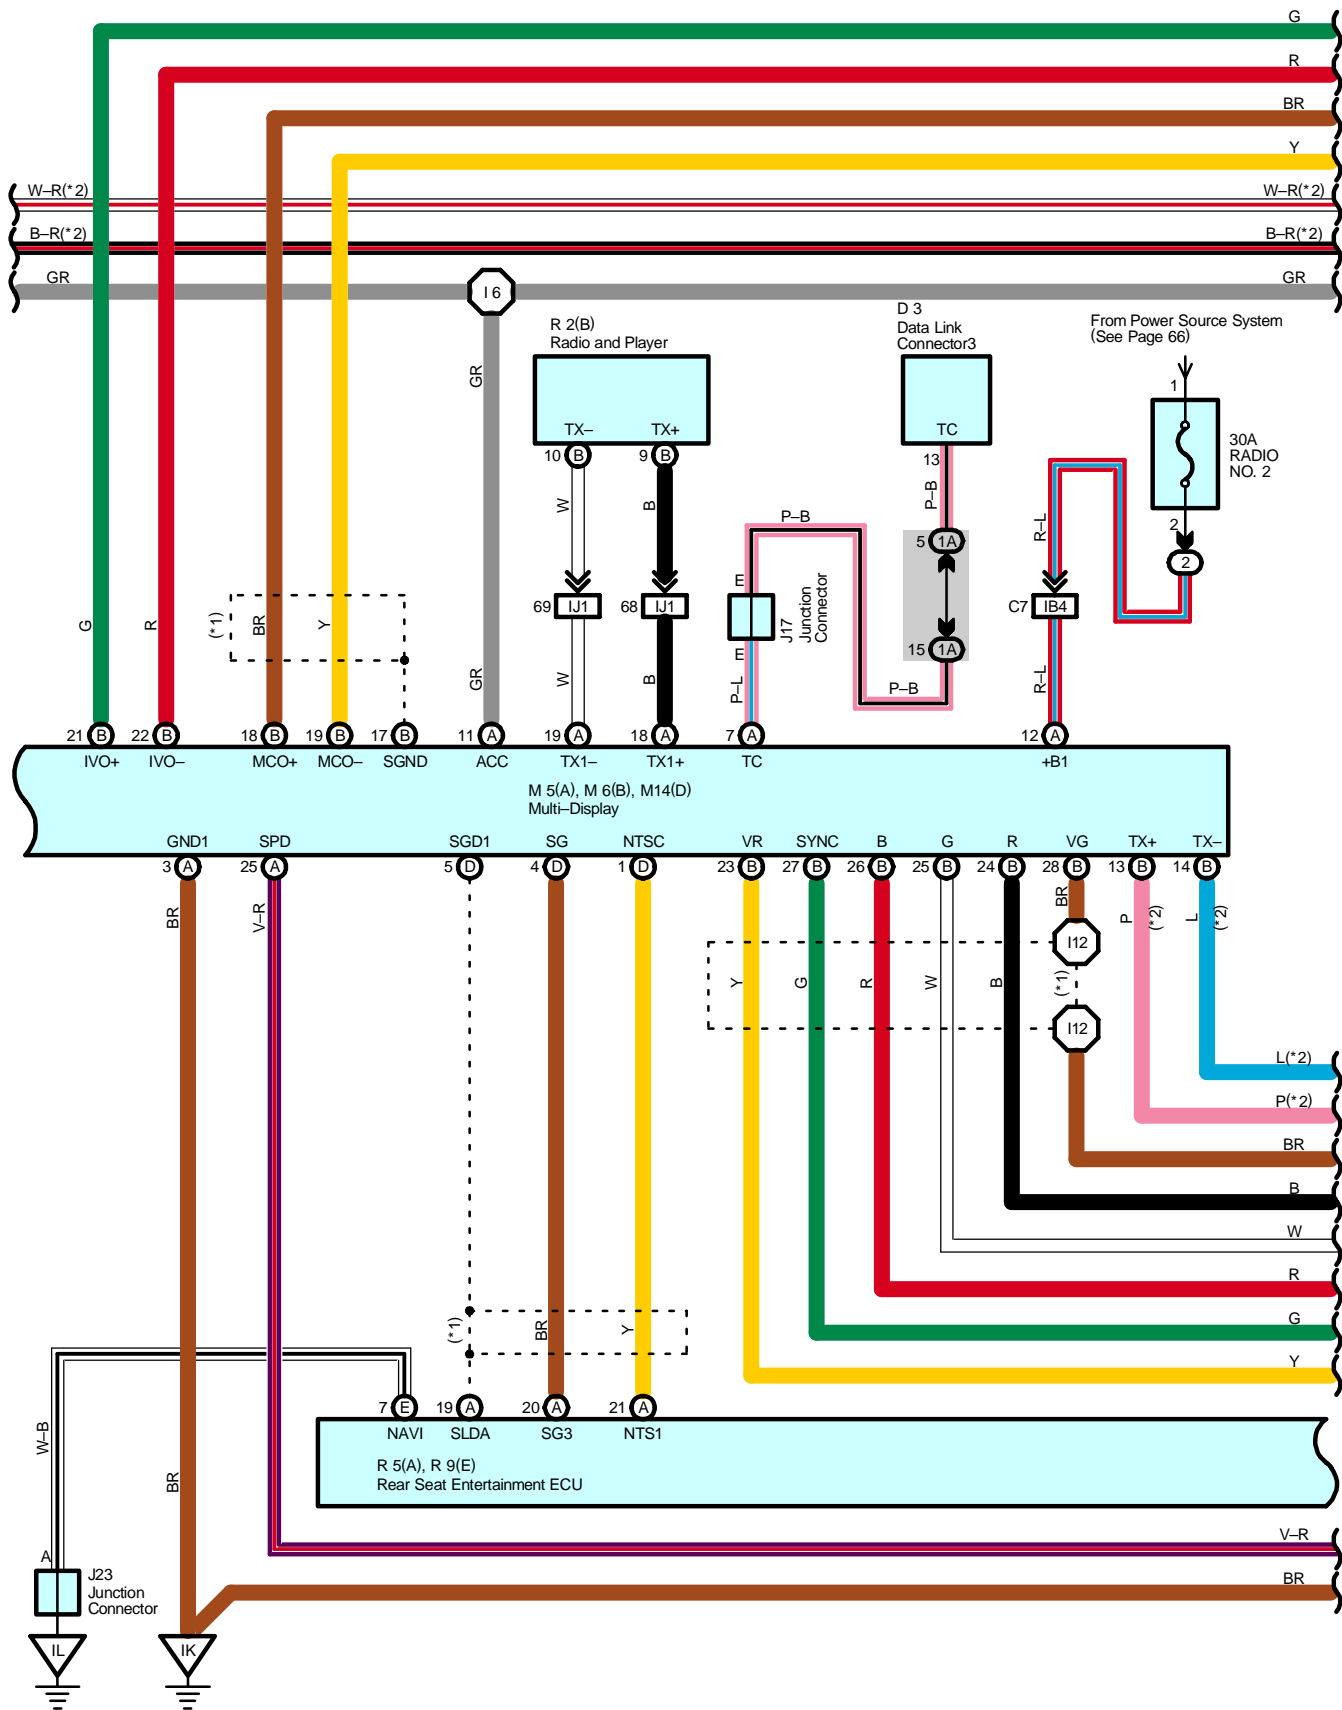 G
R
BR
Y
W–R(*2) W–R(*2)
B–R(*2) B–R(*2)
GR GR
I 6
D 3
Data Link
Connector3
From Power Source System
(See Page 66)
R 2(B)
Radio and Player
GR
1
TX– TX+
TC
30A
RADIO
NO. 2
10 B 9 B
13
W B
P–B
P–B
R–L
2
5 1A
2
E
69 IJ1 68 IJ1
J17
Junction
Connector
C7 IB4
G R (*1) BR Y
E
15 1A
GR W B P–L P–B R–L
21 B 22 B 18 B 19 B 17 B 11 A 19 A 18 A 7 A 12 A
IVO+ IVO– MCO+ MCO– SGND ACC TX1– TX1+ TC +B1
M 5(A), M 6(B), M14(D)
Multi–Display
GND1 SPD SGD1 SG NTSC VR SYNC B G R VG TX+ TX–
3 A 25 A 5 D 4 D 1 D 23 B 27 B 26 B 25 B 24 B 28 B 13 B 14 B
BR V–R BR P (*2) L (*2)
I12
Y G R W B (*1)
I12
L(*2)
P(*2)
BR
B
W
R
G
Y
(*1) BR Y
7 E 19 A 20 A 21 A
NAVI SLDA SG3 NTS1
W–B
BR
R 5(A), R 9(E)
Rear Seat Entertainment ECU
V–R
A
J23
Junction
Connector
BR
IL IK